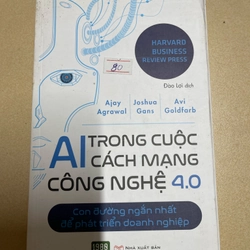 HARVARD
BUSINESS
REVIEW PRESS
80
Đào Lợi dịch
Ajay Agrawal
Joshua Gans
Avi Goldfarb
AI TRONG CUỘC
CÁCH MẠNG
CÔNG NGHỆ 4.0
Con đường ngắn nhất
để phát triển doanh nghiệp
1980
NHÀ XUẤT BẢN